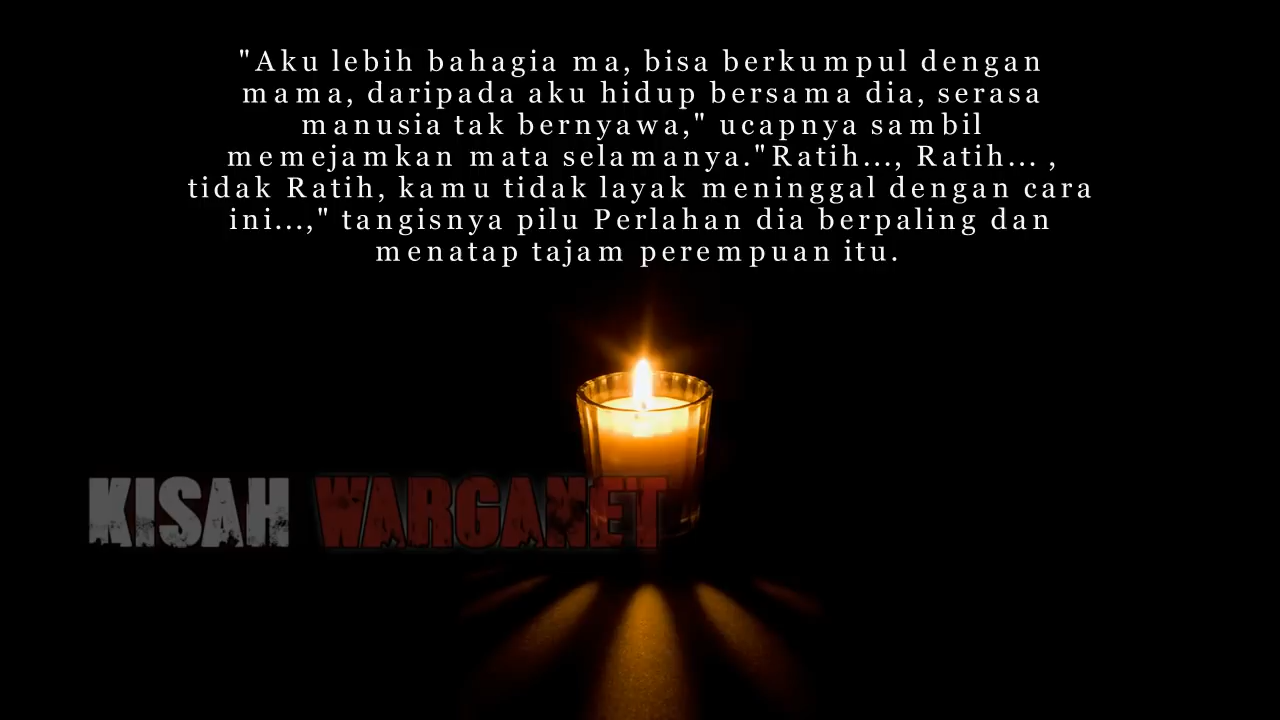 "Aku lebih bahagia ma, bisa berkumpul dengan
mama, daripada aku hidup bersama dia, serasa
manusia tak bernyawa," ucapnya sambil
memejamkan mata selamanya."Ratih..., Ratih... ,
tidak Ratih, kamu tidak layak meninggal dengan cara
ini...," tangisnya pilu Perlahan dia berpaling dan
menatap tajam perempuan itu.
KISAH WARGANET